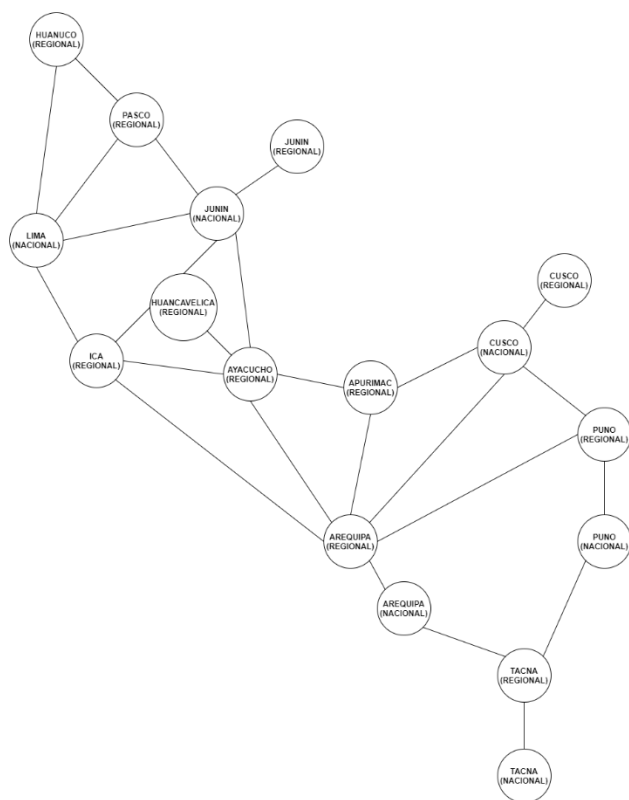 HUANUCO
(REGIONAL)
PASCO
(REGIONAL)
JUNIN
(REGIONAL)
JUNIN
(NACIONAL)
LIMA
(NACIONAL)
CUSCO
(REGIONAL)
HUANCAVELICA
(REGIONAL)
CUSCO
(NACIONAL)
ICA
(REGIONAL)
AYACUCHO
(REGIONAL)
APURIMAC
(REGIONAL)
PUNO
(REGIONAL)
AREQUIPA
(REGIONAL)
PUNO
(NACIONAL)
AREQUIPA
(NACIONAL)
TACNA
(REGIONAL)
TACNA
(NACIONAL)